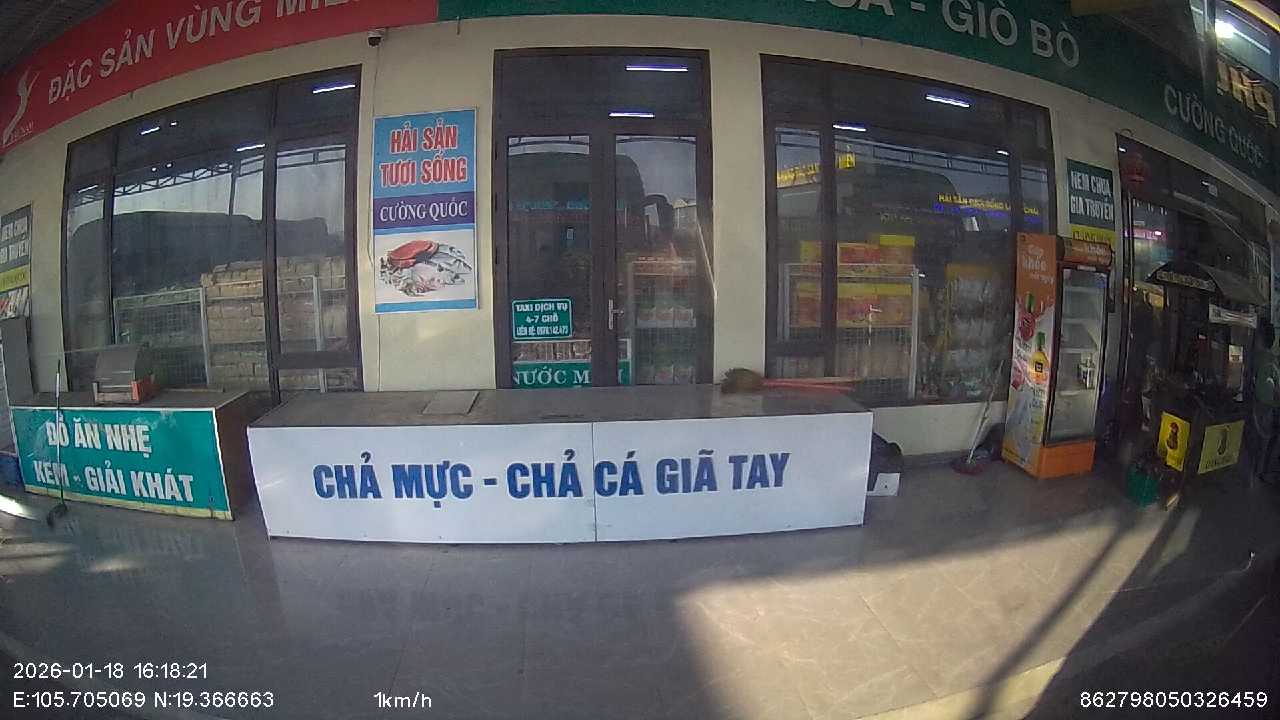 ĐẶC SẢN VÙNG MIỀN
- GIÒ BÒ
CƯỜNG QUỐC
HẢI SẢN
TƯƠI SỐNG
CƯỜNG QUỐC
NEM CHUA
GIA TRUYỀN
TAXI DỊCH VỤ
4-7 CHỖ
NƯỚC M
ĐỒ ĂN NHẸ
KEM - GIẢI KHÁT
CHẢ MỰC - CHẢ CÁ GIÃ TAY
2026-01-18 16:18:21
E:105.705069 N:19.366663
1km/h
862798050326459